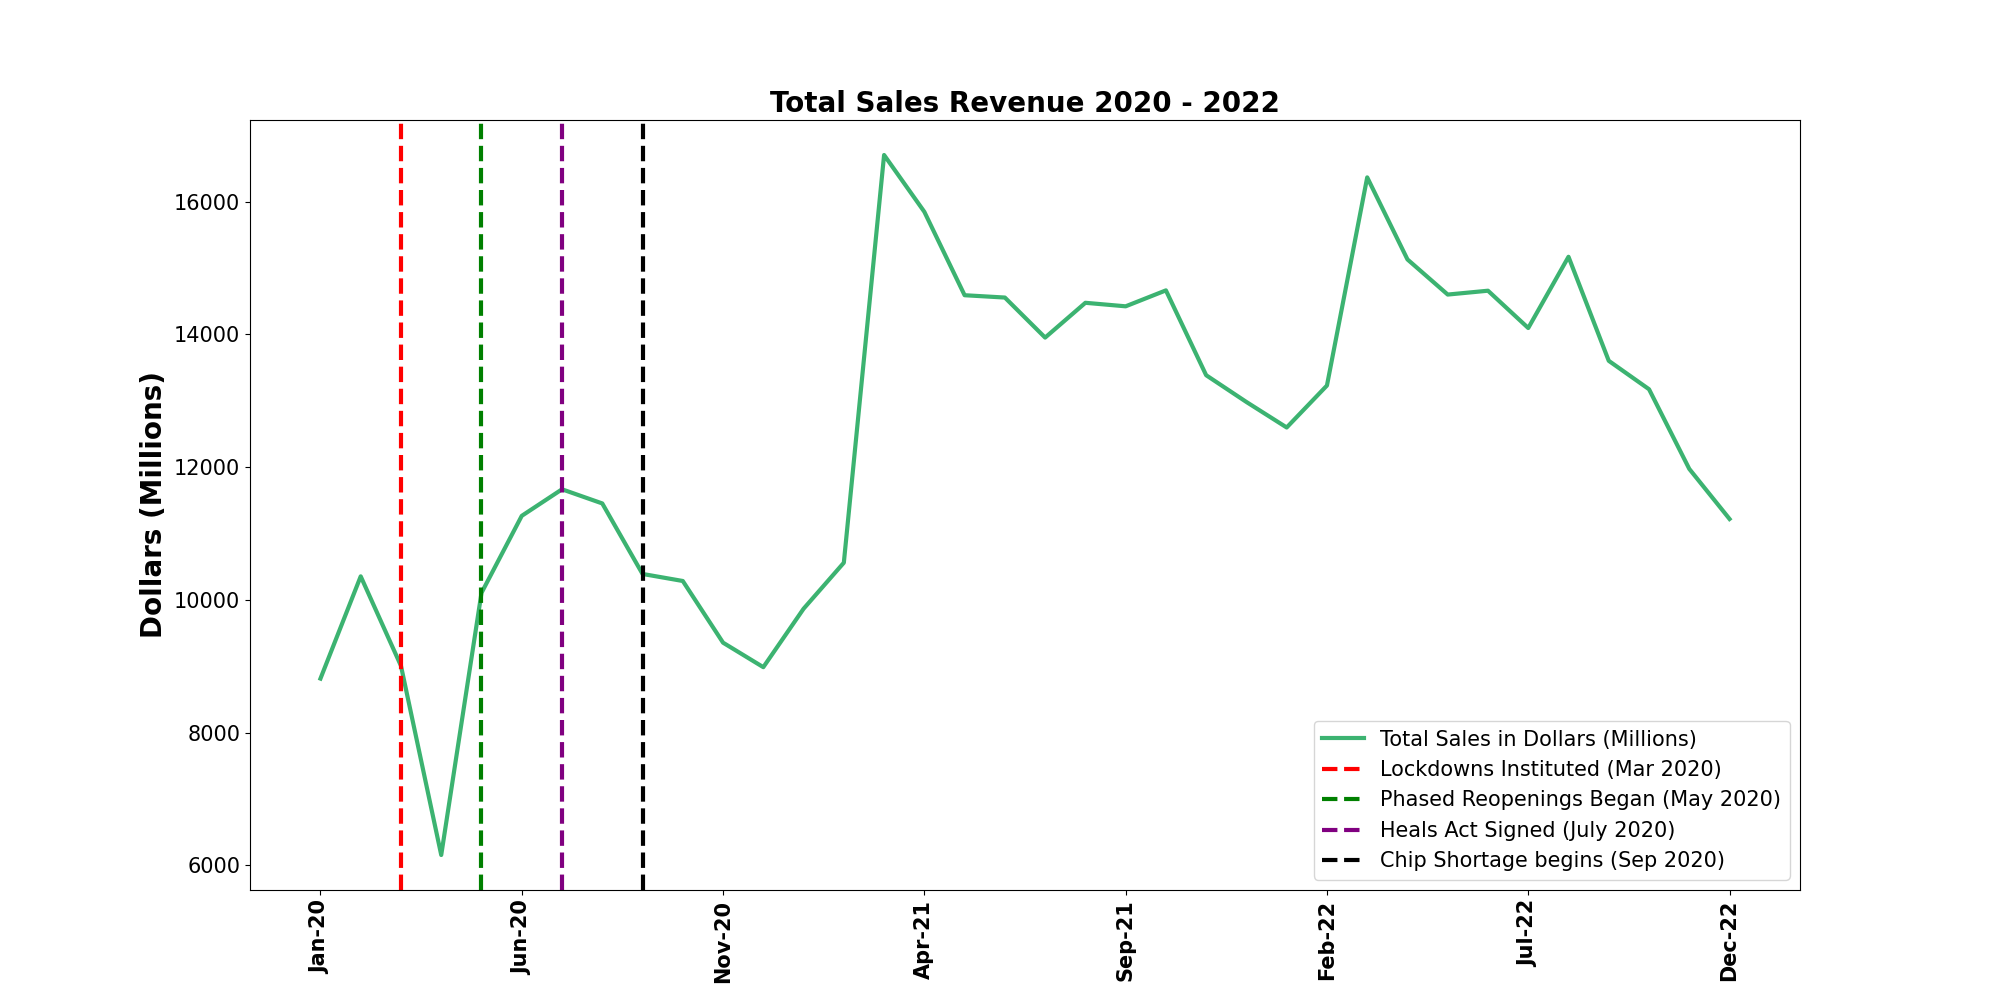 Total Sales Revenue 2020 - 2022
Dollars (Millions)
16000
14000
12000
10000
8000
6000
Total Sales in Dollars (Millions)
Lockdowns Instituted (Mar 2020)
Phased Reopenings Began (May 2020)
Heals Act Signed (July 2020)
Chip Shortage begins (Sep 2020)
Jan-20
Jun-20
Nov-20
Apr-21
Sep-21
Feb-22
Jul-22
Dec-22